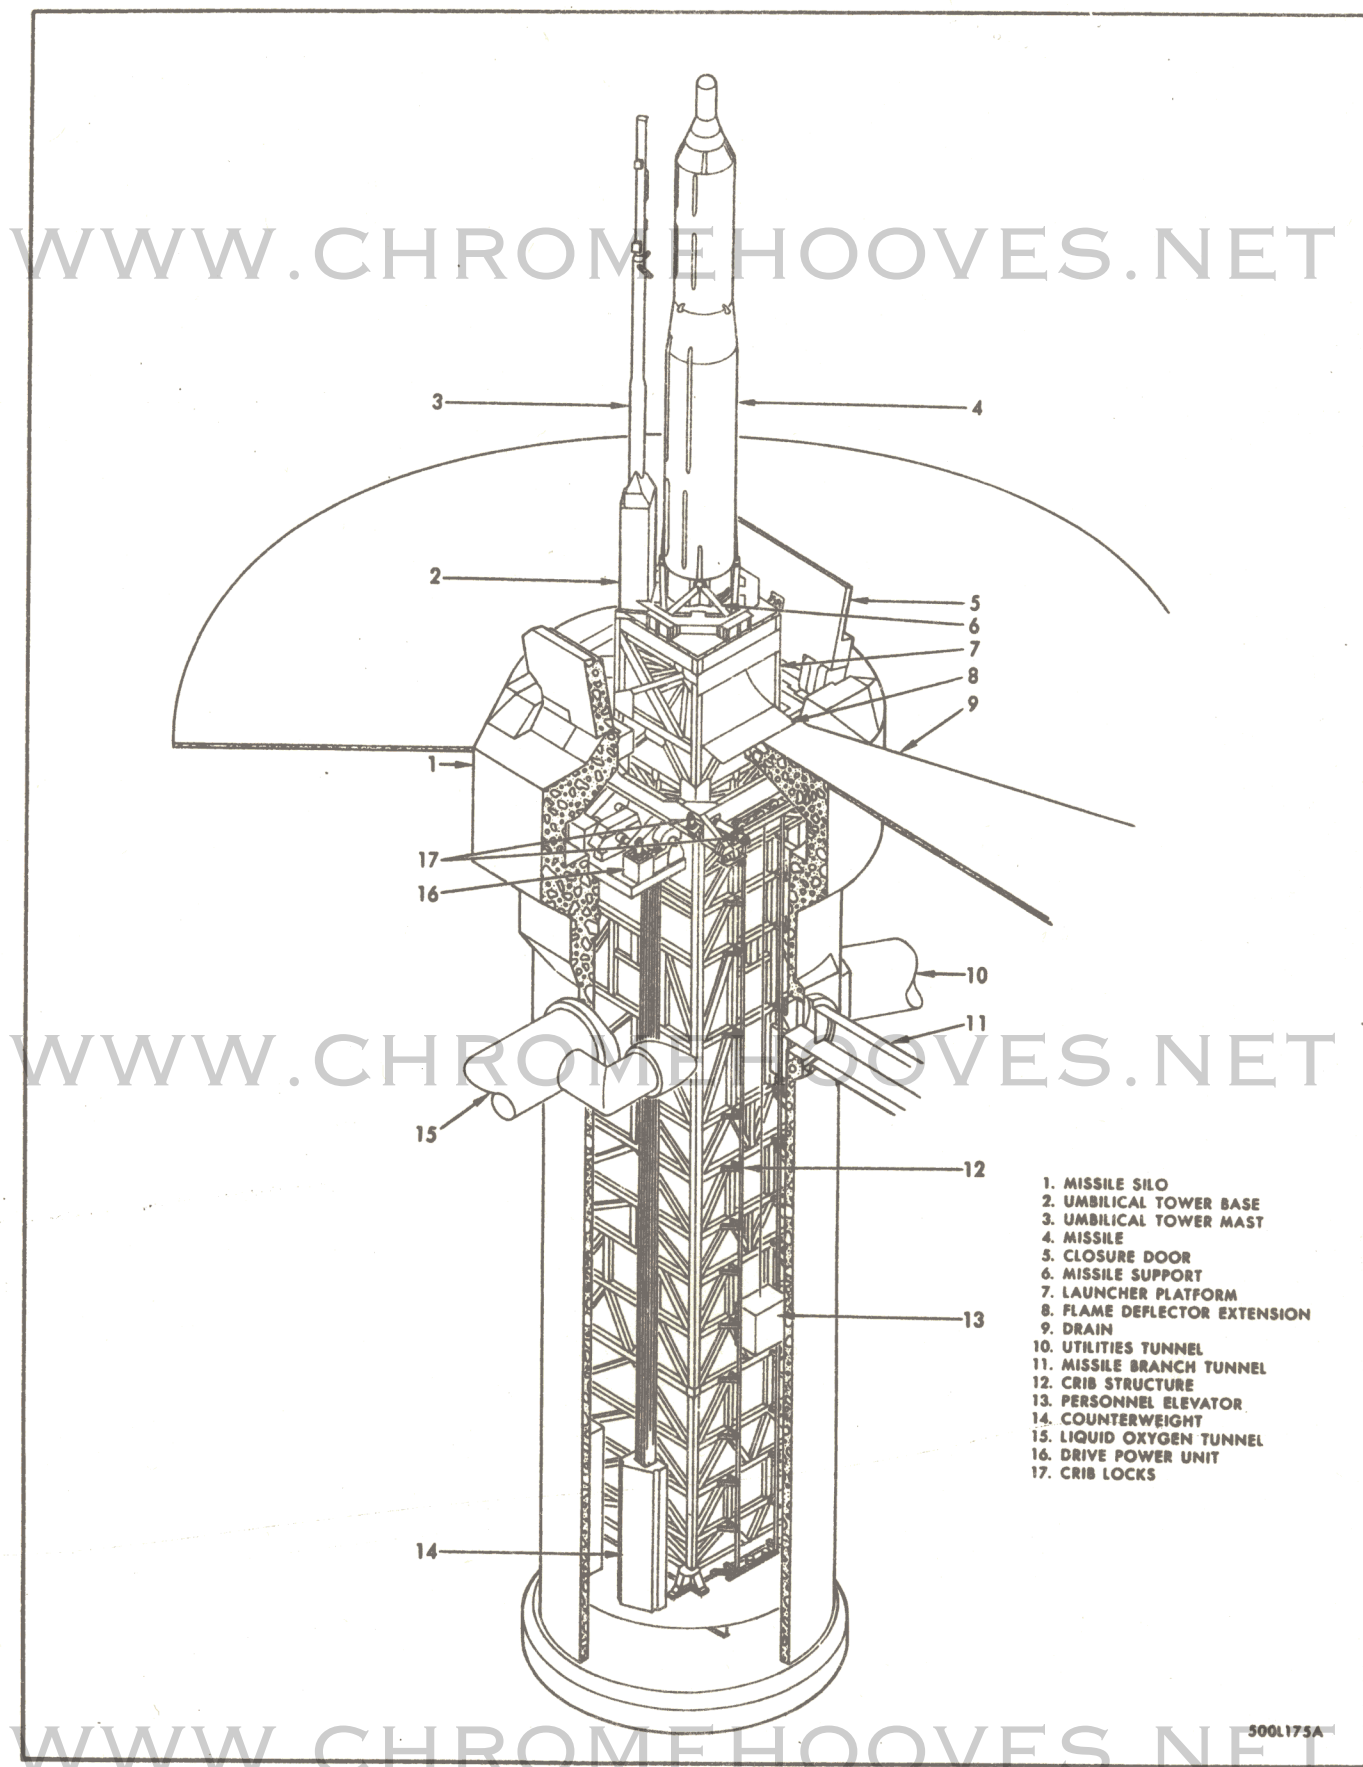 WWW.CHROMEHOOVES.NET
3
4
2
5
6
7
8
9
1
17
16
10
WWW.CHROMEHOOVES.NET
11
15
12
13
14
1. MISSILE SILO
2. UMBILICAL TOWER BASE
3. UMBILICAL TOWER MAST
4. MISSILE
5. CLOSURE DOOR
6. MISSILE SUPPORT
7. LAUNCHER PLATFORM
8. FLAME DEFLECTOR EXTENSION
9. DRAIN
10. UTILITIES TUNNEL
11. MISSILE BRANCH TUNNEL
12. CRIB STRUCTURE
13. PERSONNEL ELEVATOR
14. COUNTERWEIGHT
15. LIQUID OXYGEN TUNNEL
16. DRIVE POWER UNIT
17. CRIB LOCKS
500L175A
WWW.CHROMEHOOVES.NET